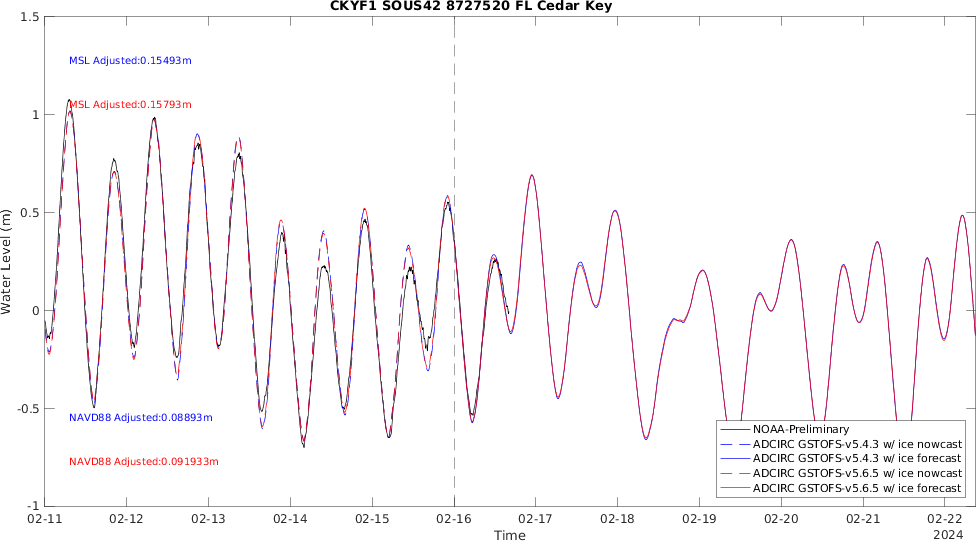 CKYF1 SOUS42 8727520 FL Cedar Key
1.5
1
0.5
0
-0.5
-1
Water Level (m)
MSL Adjusted:0.15493m
MSL Adjusted:0.15793m
NAVD88 Adjusted:0.08893m
NAVD88 Adjusted:0.091933m
NOAA-Preliminary
ADCIRC GSTOFS-v5.4.3 w/ ice nowcast
ADCIRC GSTOFS-v5.4.3 w/ ice forecast
ADCIRC GSTOFS-v5.6.5 w/ ice nowcast
ADCIRC GSTOFS-v5.6.5 w/ ice forecast
02-11 02-12 02-13 02-14 02-15 02-16 02-17 02-18 02-19 02-20 02-21 02-22
Time
2024